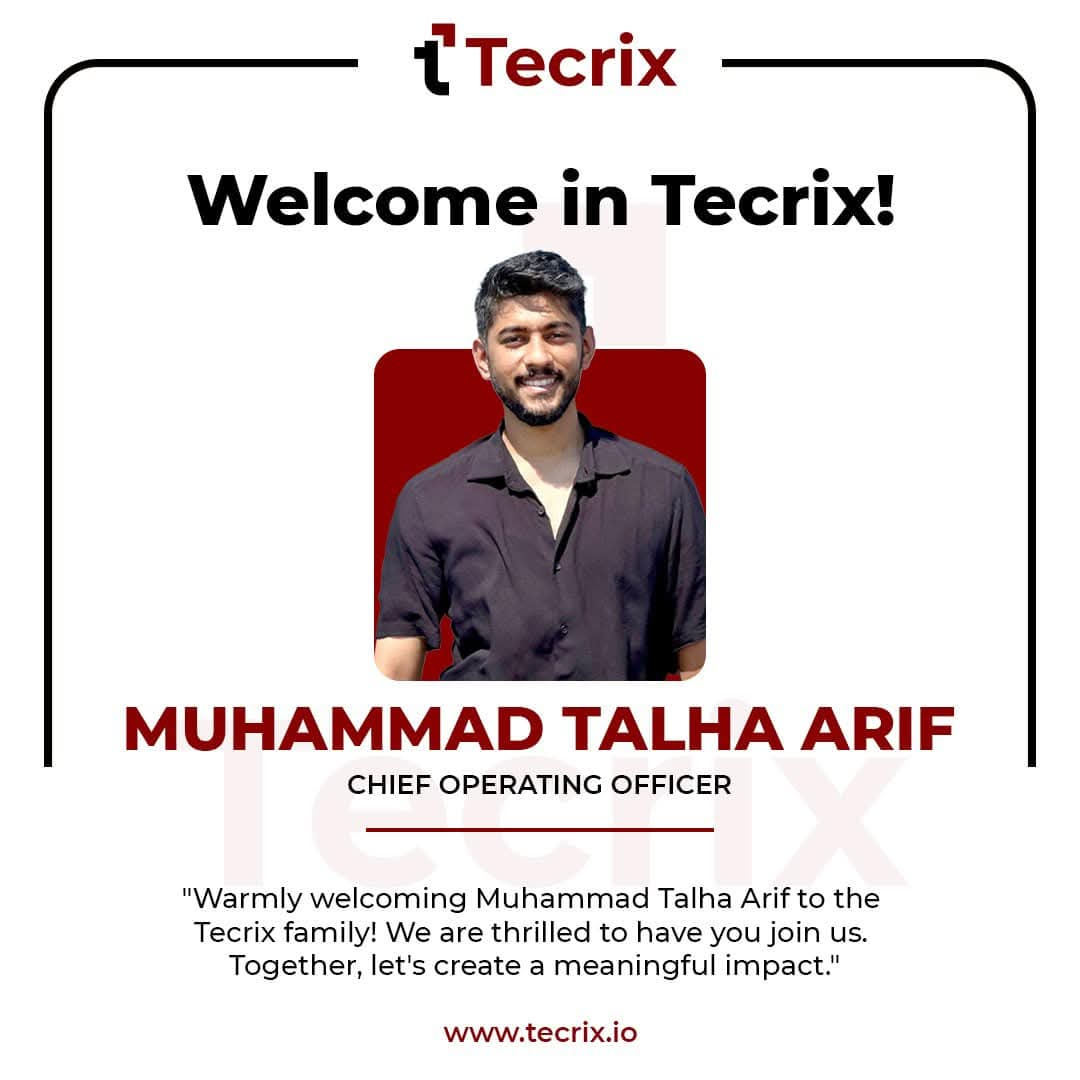 Tecrix
Welcome in Tecrix!
MUHAMMAD TALHA ARIF
CHIEF OPERATING OFFICER
Tecrix
"Warmly welcoming Muhammad Talha Arif to the
Tecrix family! We are thrilled to have you join us.
Together, let's create a meaningful impact."
www.tecrix.io